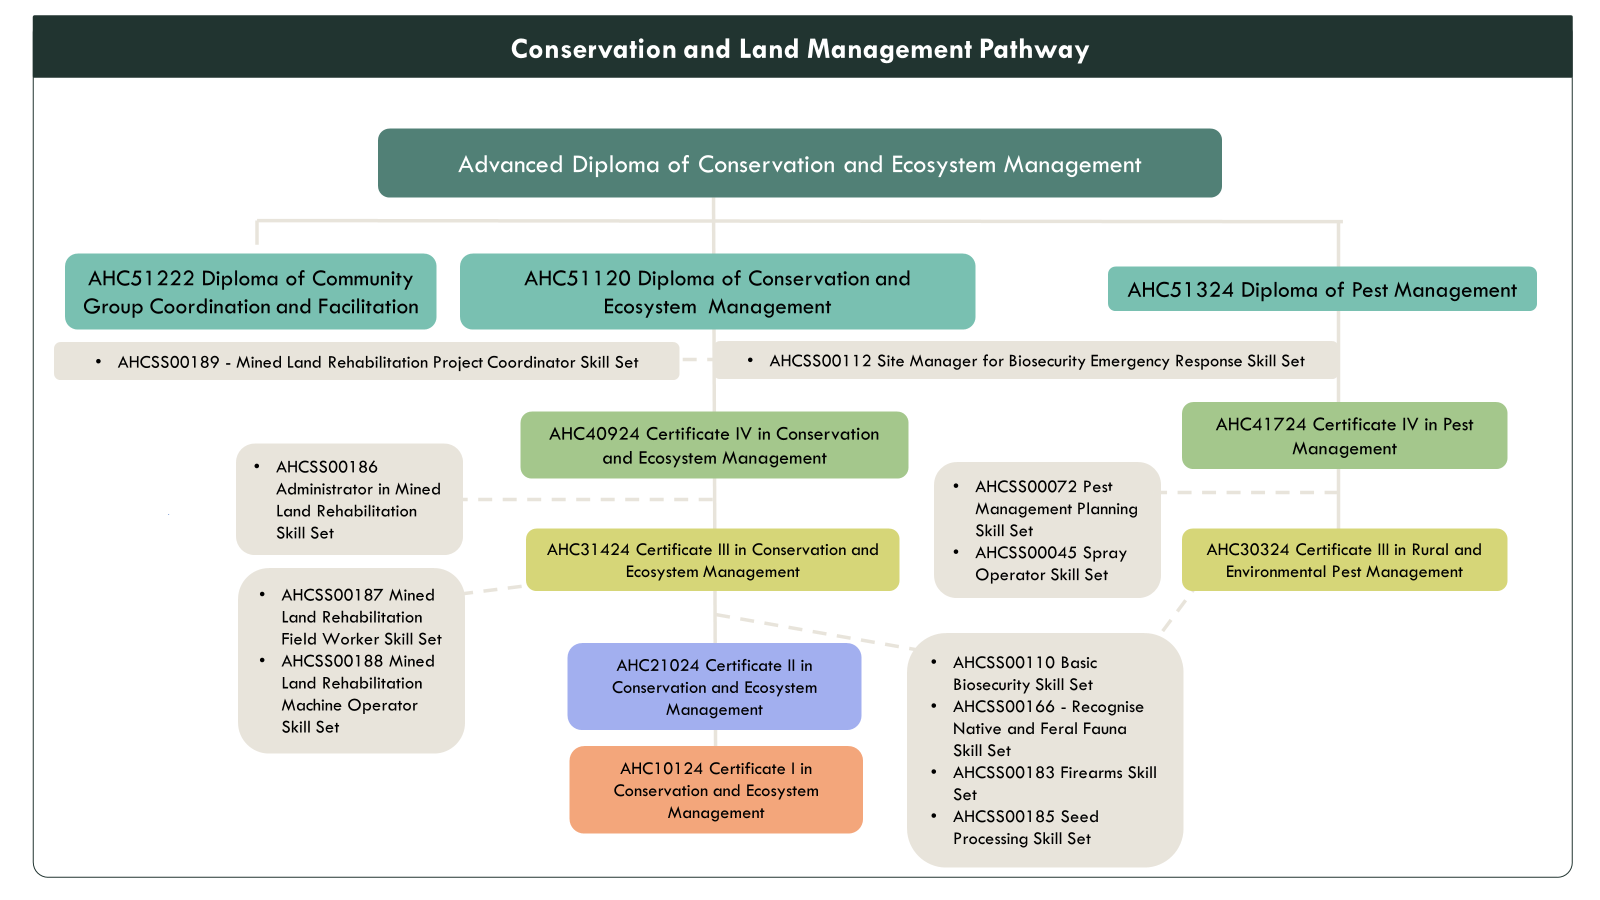 Conservation and Land Management Pathway
Advanced Diploma of Conservation and Ecosystem Management
AHC51222 Diploma of Community
Group Coordination and Facilitation
AHC51120 Diploma of Conservation and
Ecosystem  Management
AHC51324 Diploma of Pest Management
• AHCSS00189 - Mined Land Rehabilitation Project Coordinator Skill Set
• AHCSS00112 Site Manager for Biosecurity Emergency Response Skill Set
AHC40924 Certificate IV in Conservation
and Ecosystem Management
AHC41724 Certificate IV in Pest
Management
• AHCSS00186
Administrator in Mined
Land Rehabilitation
Skill Set
• AHCSS00072 Pest
Management Planning
Skill Set
• AHCSS00045 Spray
Operator Skill Set
AHC31424 Certificate III in Conservation and
Ecosystem Management
AHC30324 Certificate III in Rural and
Environmental Pest Management
• AHCSS00187 Mined
Land Rehabilitation
Field Worker Skill Set
• AHCSS00188 Mined
Land Rehabilitation
Machine Operator
Skill Set
AHC21024 Certificate II in
Conservation and Ecosystem
Management
• AHCSS00110 Basic
Biosecurity Skill Set
• AHCSS00166 - Recognise
Native and Feral Fauna
Skill Set
• AHCSS00183 Firearms Skill
Set
• AHCSS00185 Seed
Processing Skill Set
AHC10124 Certificate I in
Conservation and Ecosystem
Management